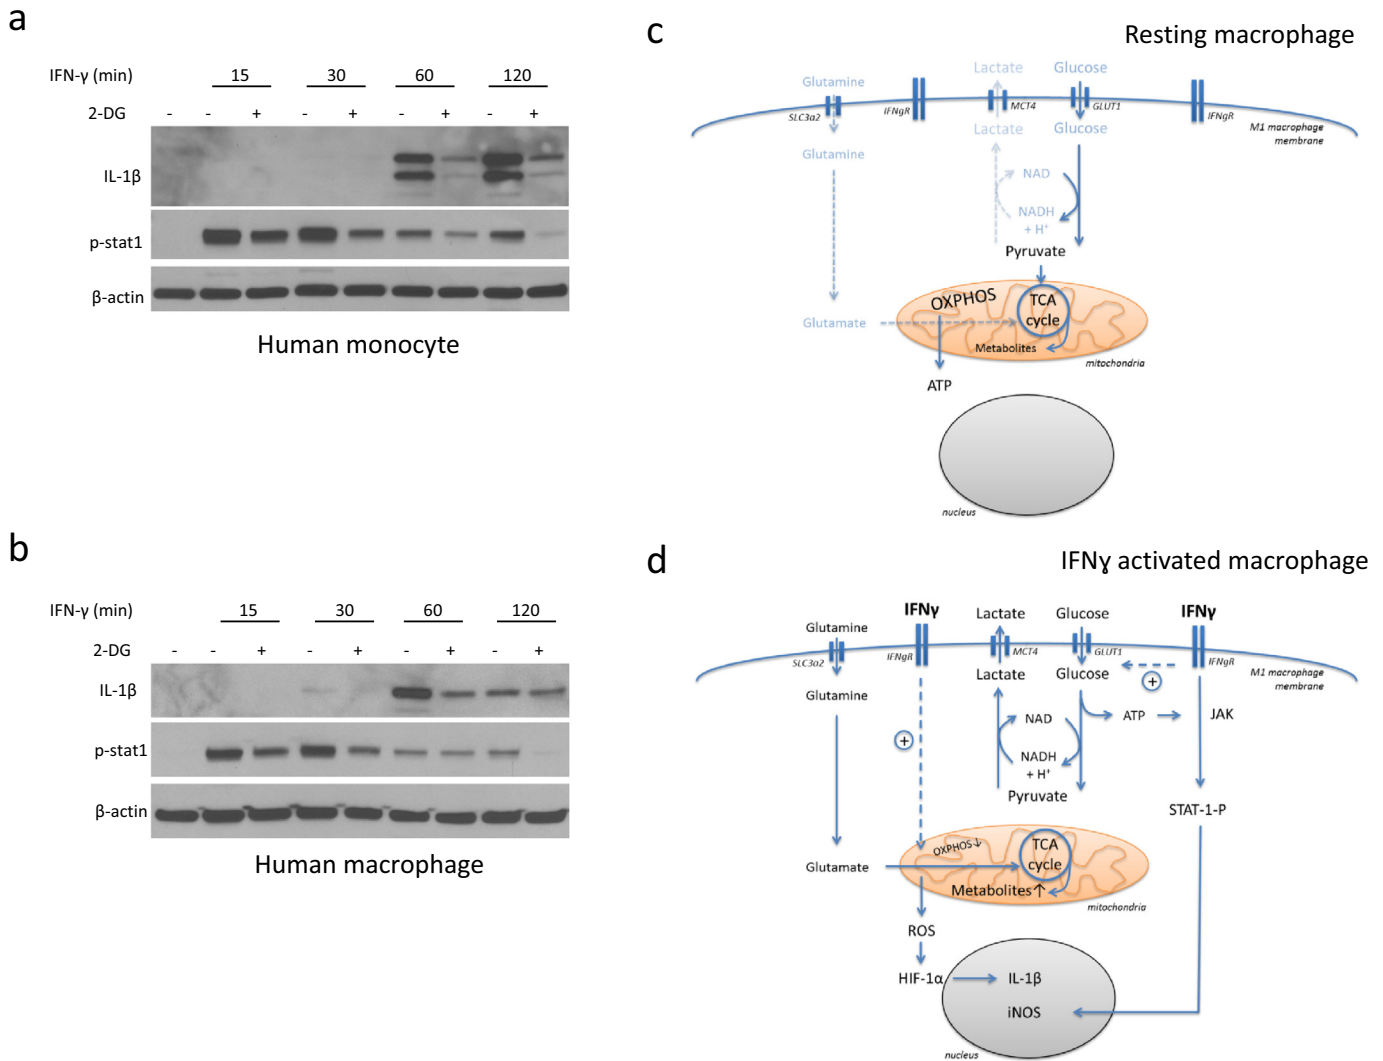 a
IFN-γ (min) 15 30 60 120
2-DG - - + - + - + - +
IL-1β
p-stat1
β-actin
Human monocyte
b
IFN-γ (min) 15 30 60 120
2-DG - - + - + - + - +
IL-1β
p-stat1
β-actin
Human macrophage
c
Resting macrophage
Glutamine Lactate Glucose
SLC3a2 IFNgR MCT4 GLUT1 IFNgR
M1 macrophage
membrane
Glutamine Lactate Glucose
NAD
NADH
+ H⁺
Pyruvate
OXPHOS TCA
cycle
Glutamate
Metabolites
mitochondria
ATP
nucleus
d
IFNɣ activated macrophage
Glutamine IFNγ Lactate Glucose IFNγ
SLC3a2 IFNgR MCT4 GLUT1 IFNgR
M1 macrophage
membrane
Glutamine Lactate Glucose +
NAD ATP JAK
+
NADH
+ H⁺
Pyruvate
STAT-1-P
OXPHOS↓ TCA
cycle
Glutamate
Metabolites↑
mitochondria
ROS
HIF-1α IL-1β
iNOS
nucleus